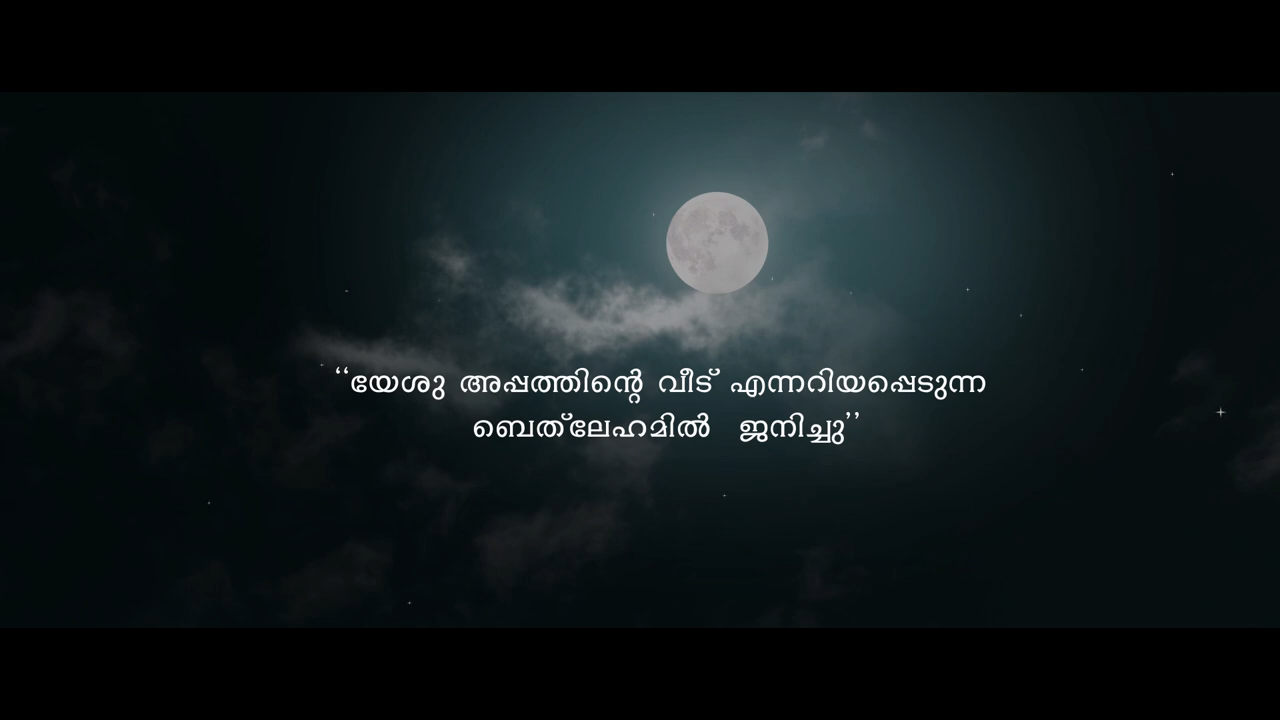 ‘‘യേശു അപ്പത്തിന്റെ വീട് എന്നറിയപ്പെടുന്ന
ബെത്‌ലേഹമിൽ ജനിച്ചു’’